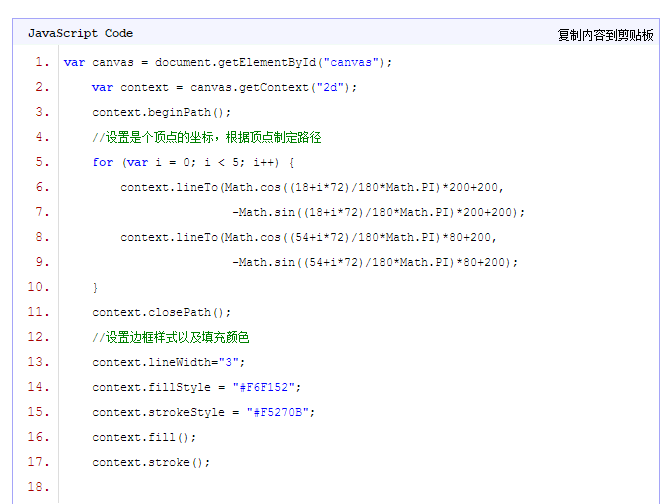 JavaScript Code 复制内容到剪贴板
1. var canvas = document.getElementById("canvas");
2. var context = canvas.getContext("2d");
3. context.beginPath();
4. //设置是个顶点的坐标，根据顶点制定路径
5. for (var i = 0; i < 5; i++) {
6. context.lineTo(Math.cos((18+i*72)/180*Math.PI)*200+200,
7. -Math.sin((18+i*72)/180*Math.PI)*200+200);
8. context.lineTo(Math.cos((54+i*72)/180*Math.PI)*80+200,
9. -Math.sin((54+i*72)/180*Math.PI)*80+200);
10. }
11. context.closePath();
12. //设置边框样式以及填充颜色
13. context.lineWidth="3";
14. context.fillStyle = "#F6F152";
15. context.strokeStyle = "#F5270B";
16. context.fill();
17. context.stroke();
18.